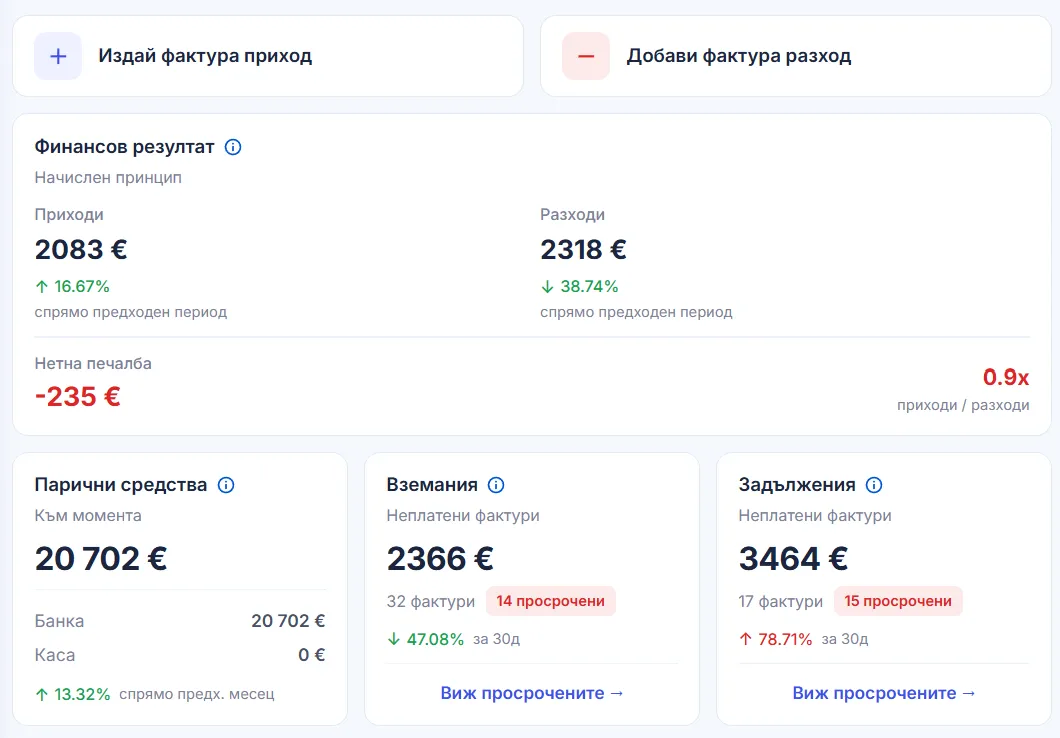 Издай фактура приход
Добави фактура разход
Финансов резултат
Начислен принцип
Приходи
2083 €
↑ 16.67%
спрямо предходен период
Разходи
2318 €
↓ 38.74%
спрямо предходен период
Нетна печалба
-235 €
0.9x
приходи / разходи
Парични средства
Към момента
20 702 €
Банка 20 702 €
Каса 0 €
↑ 13.32% спрямо предх. месец
Вземания
Неплатени фактури
2366 €
32 фактури 14 просрочени
↓ 47.08% за 30д
Виж просрочените →
Задължения
Неплатени фактури
3464 €
17 фактури 15 просрочени
↑ 78.71% за 30д
Виж просрочените →